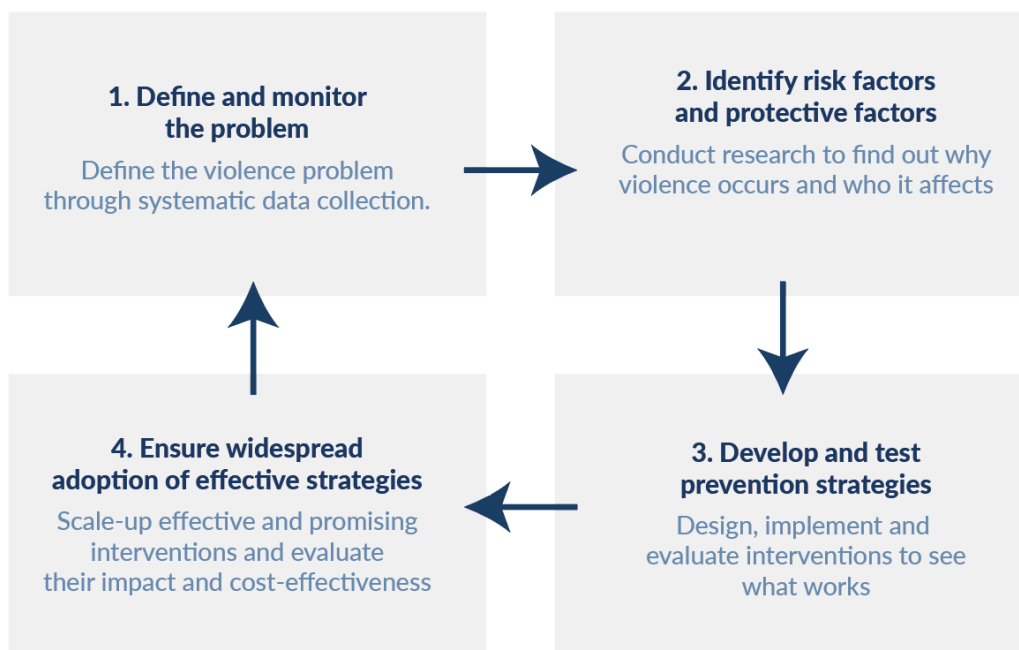 1. Define and monitor
the problem
Define the violence problem
through systematic data collection.
2. Identify risk factors
and protective factors
Conduct research to find out why
violence occurs and who it affects
3. Develop and test
prevention strategies
Design, implement and
evaluate interventions to see
what works
4. Ensure widespread
adoption of effective strategies
Scale-up effective and promising
interventions and evaluate
their impact and cost-effectiveness